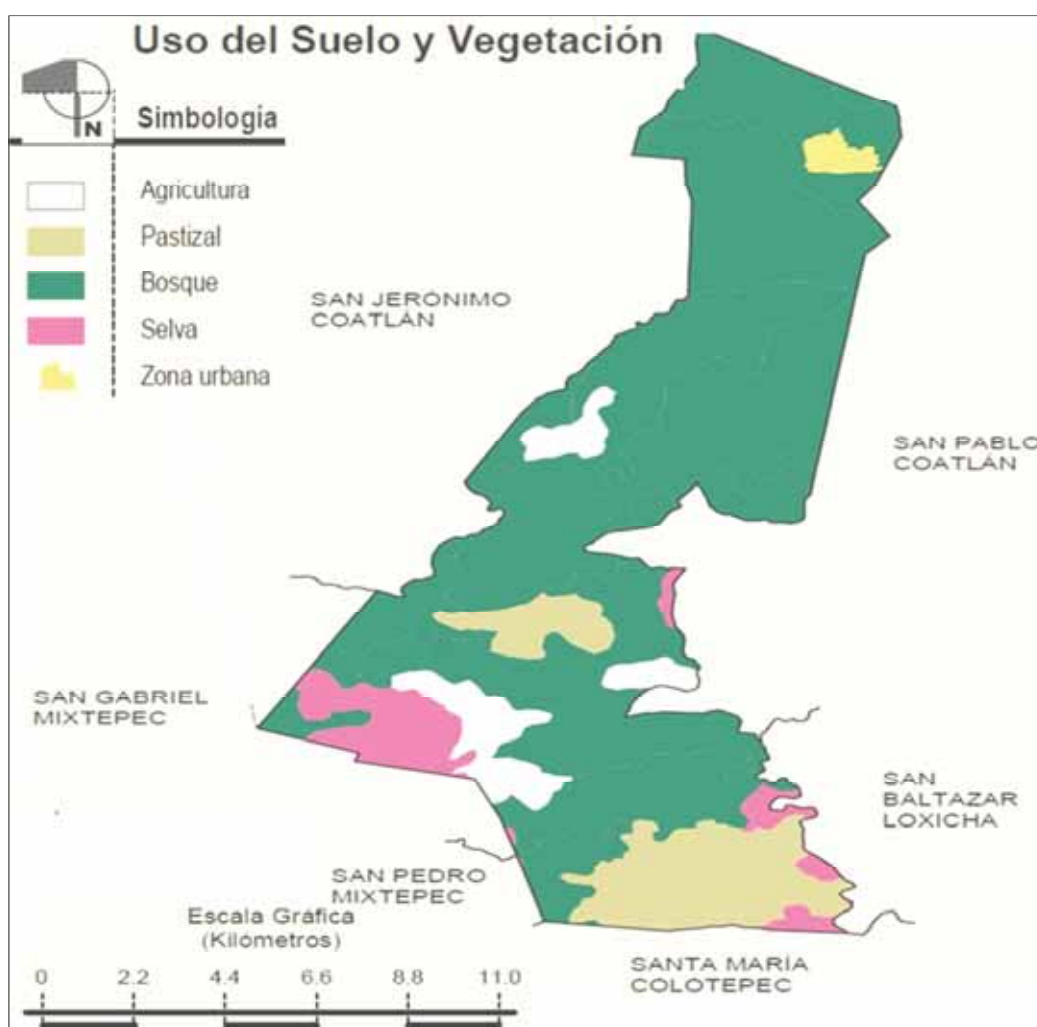 Uso del Suelo y Vegetación
N
Simbología
Agricultura
Pastizal
Bosque
Selva
Zona urbana
SAN JERÓNIMO
COATLÁN
SAN PABLO
COATLÁN
SAN GABRIEL
MIXTEPEC
SAN
BALTAZAR
LOXICHA
SAN PEDRO
MIXTEPEC
Escala Gráfica
(Kilómetros)
SANTA MARÍA
COLOTEPEC
0 2.2 4.4 6.6 8.8 11.0